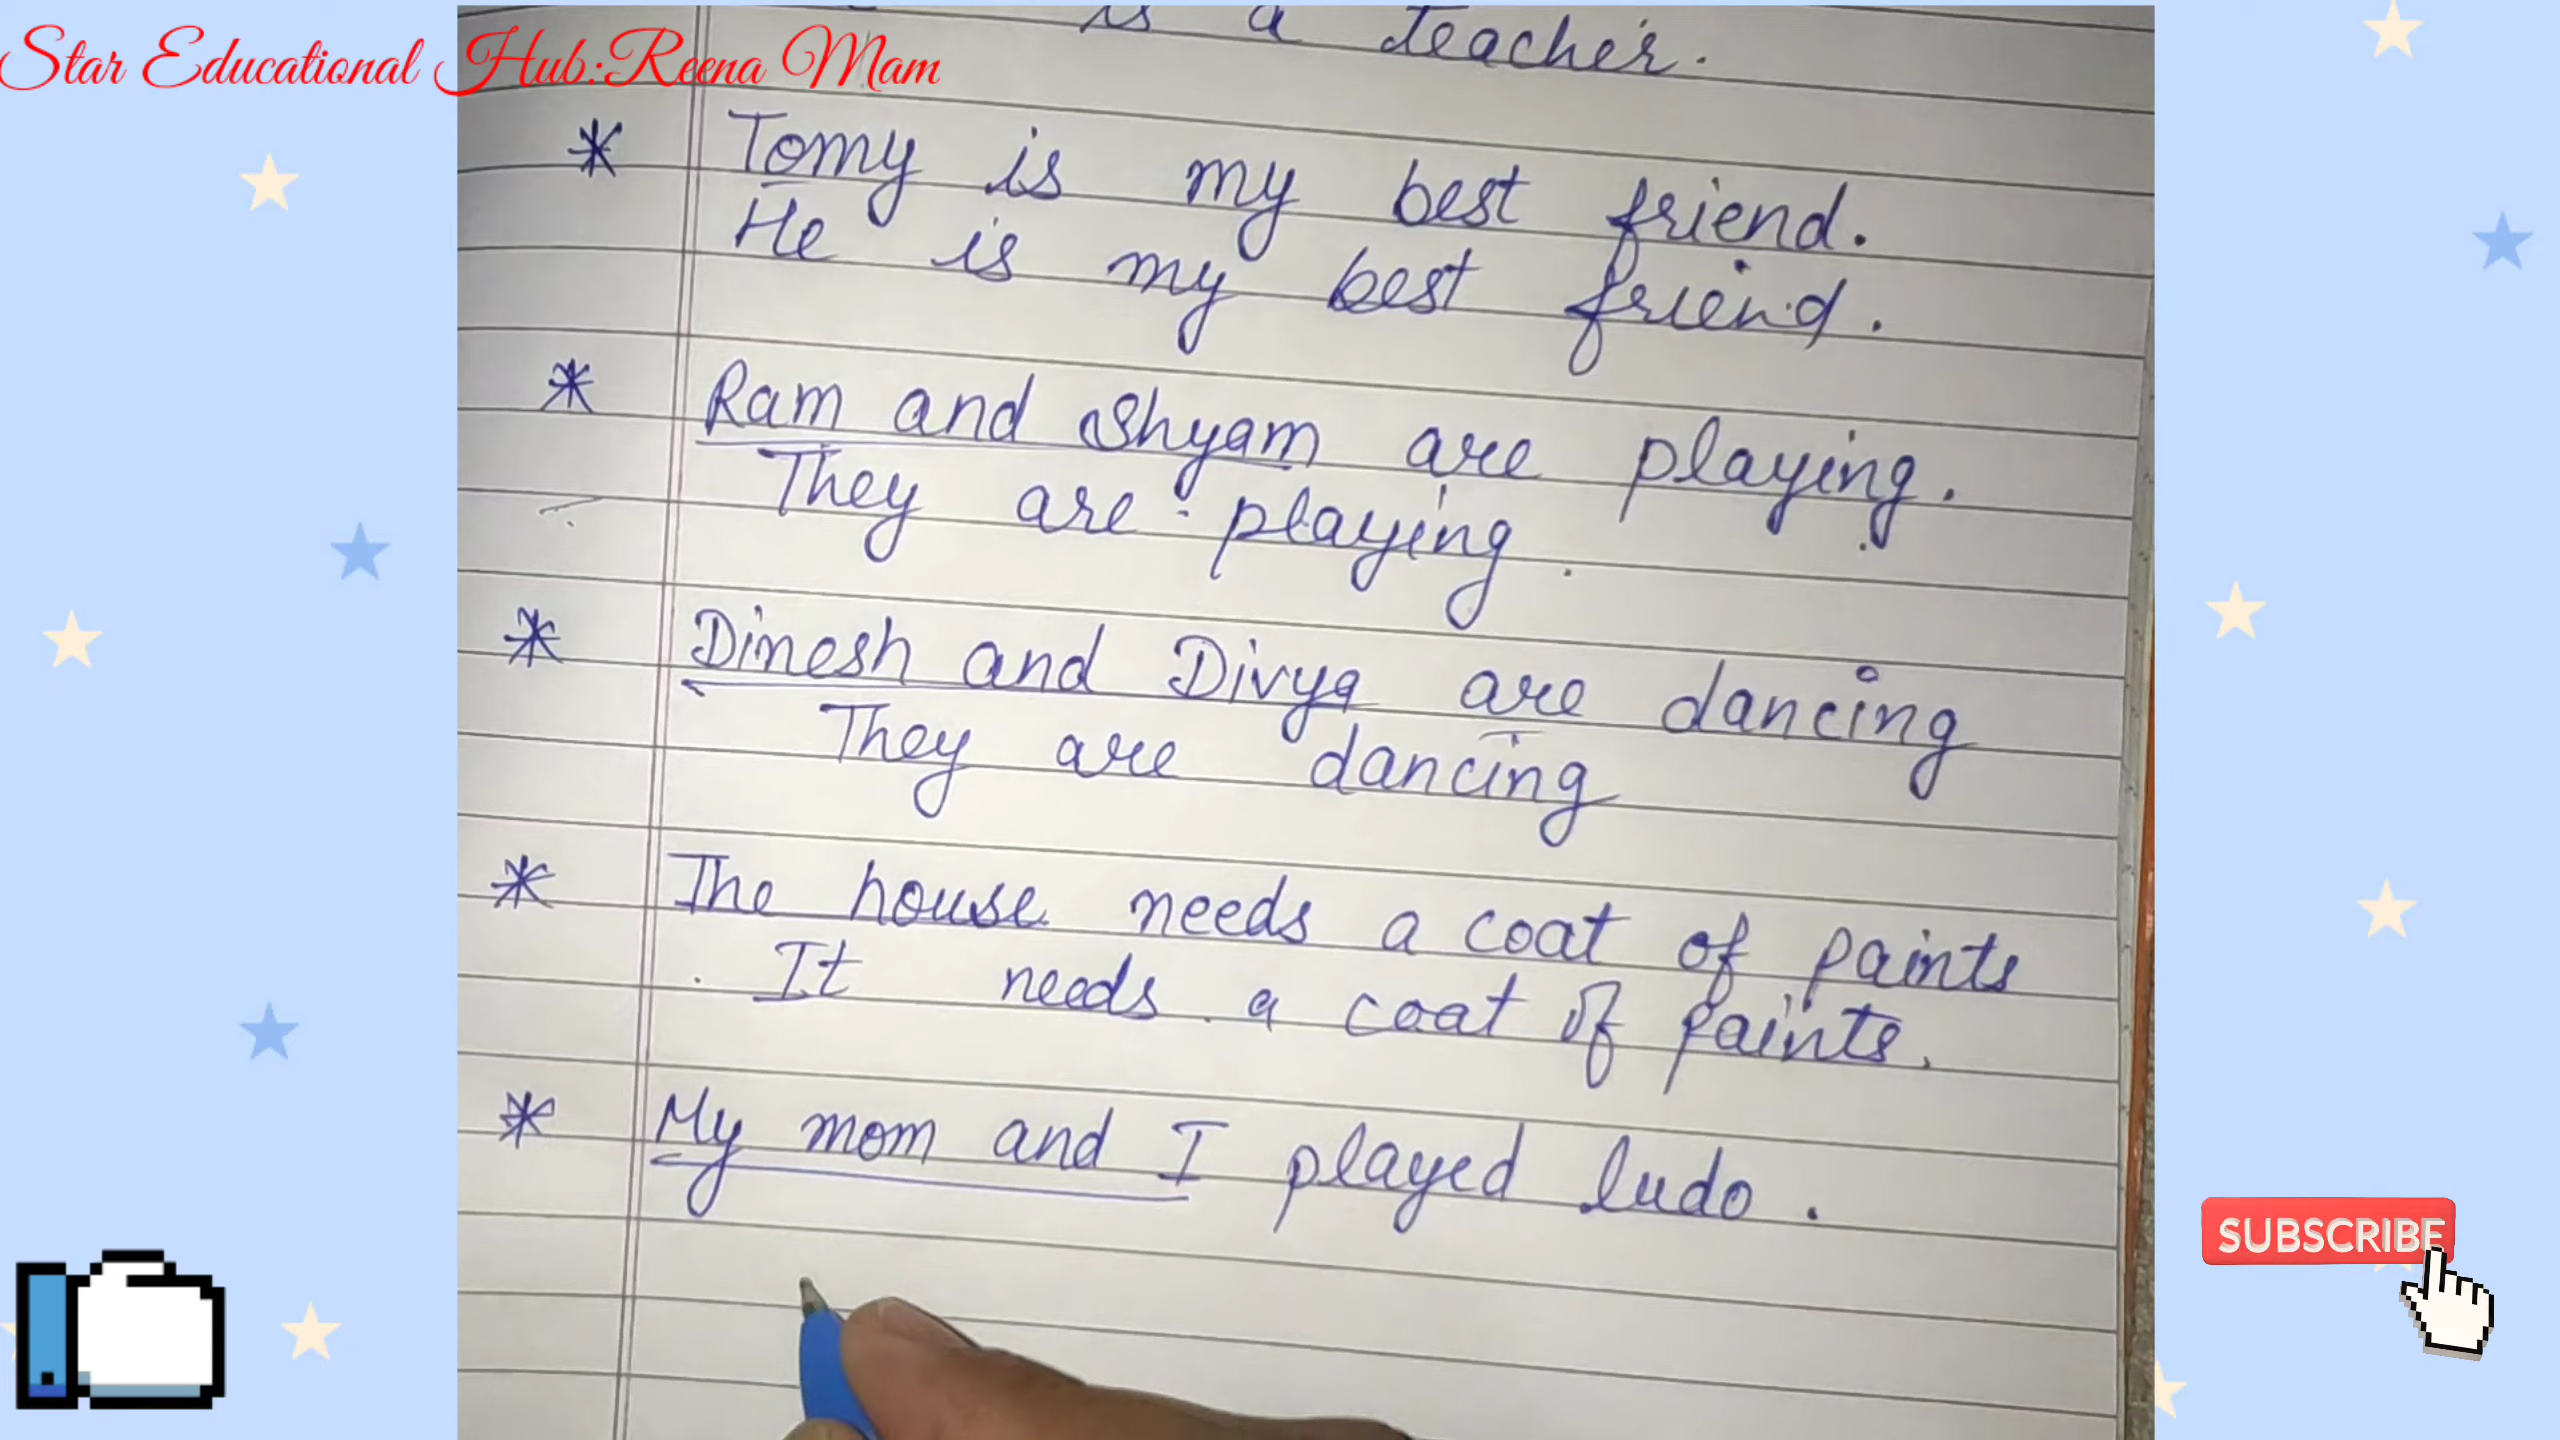 is a teacher.
Star Educational Hub:Reena Mam
* Tomy is my best friend.
He is my best friend.
* Ram and Shyam are playing.
They are playing.
* Dinesh and Divya are dancing
They are dancing
* The house needs a coat of paints
It needs a coat of paints.
* My mom and I played ludo.
SUBSCRIBE